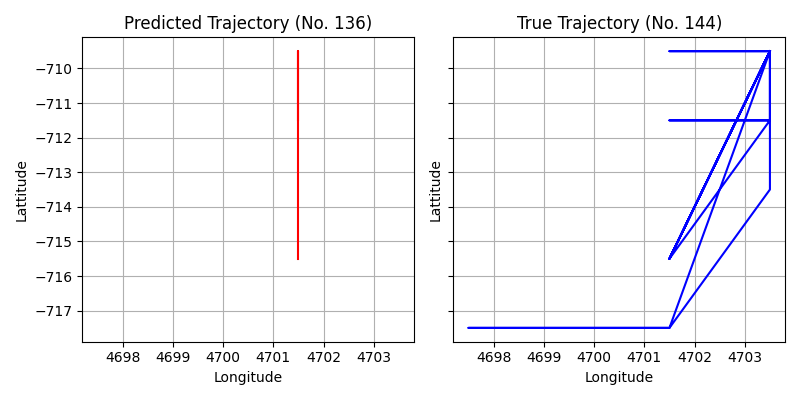 Predicted Trajectory (No. 136)
True Trajectory (No. 144)
−710
−711
−712
−713
−714
−715
−716
−717
Lattitude
Lattitude
4698 4699 4700 4701 4702 4703
4698 4699 4700 4701 4702 4703
Longitude
Longitude